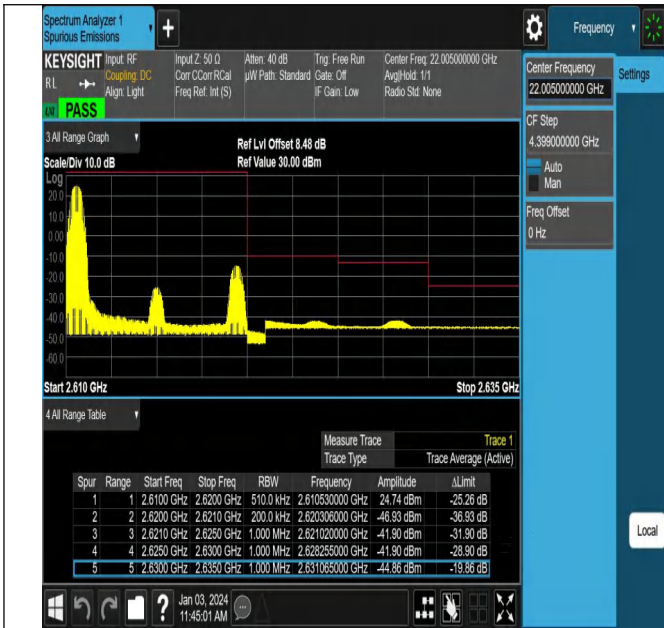 Spectrum Analyzer 1
Spurious Emissions
+
Frequency
KEYSIGHT Input: RF Input Z: 50 Ω Atten: 40 dB Trig: Free Run Center Freq: 22.005000000 GHz
RL Coupling: DC Corr CCorr RCal µW Path: Standard Gate: Off Avg|Hold: 1/1
Align: Light Freq Ref: Int (S) IF Gain: Low Radio Std: None
PASS
Center Frequency
22.005000000 GHz
Settings
CF Step
4.399000000 GHz
Auto
Man
Freq Offset
0 Hz
3 All Range Graph
Ref Lvl Offset 8.48 dB
Scale/Div 10.0 dB Ref Value 30.00 dBm
Log
20.0
10.0
0.00
-10.0
-20.0
-30.0
-40.0
-50.0
-60.0
Start 2.610 GHz Stop 2.635 GHz
4 All Range Table
Measure Trace Trace 1
Trace Type Trace Average (Active)
Spur Range Start Freq Stop Freq RBW Frequency Amplitude ΔLimit
1 1 2.6100 GHz 2.6200 GHz 510.0 kHz 2.610530000 GHz 24.74 dBm -25.26 dB
2 2 2.6200 GHz 2.6210 GHz 200.0 kHz 2.620306000 GHz -46.93 dBm -36.93 dB
3 3 2.6210 GHz 2.6250 GHz 1.000 MHz 2.621020000 GHz -41.90 dBm -31.90 dB
4 4 2.6250 GHz 2.6300 GHz 1.000 MHz 2.628255000 GHz -41.90 dBm -28.90 dB
5 5 2.6300 GHz 2.6350 GHz 1.000 MHz 2.631065000 GHz -44.86 dBm -19.86 dB
Local
? Jan 03, 2024
11:45:01 AM